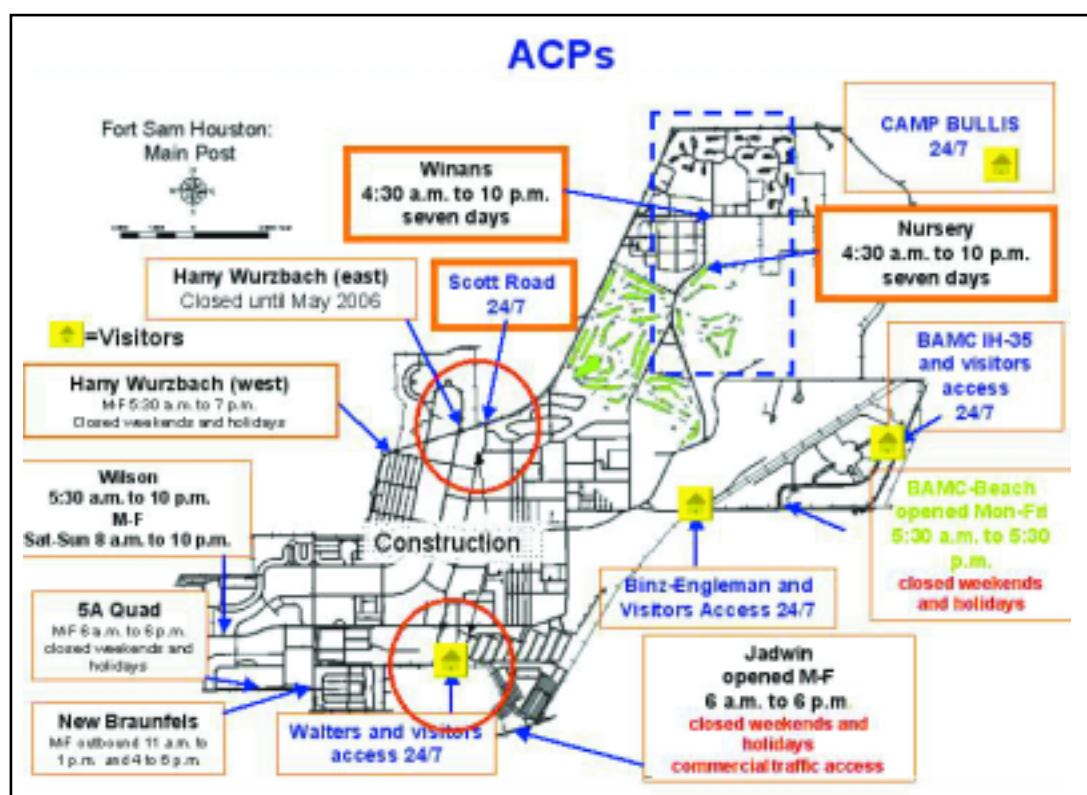 ACPs
Fort Sam Houston:
Main Post
CAMP BULLIS
24/7
Winans
4:30 a.m. to 10 p.m.
seven days
Nursery
4:30 a.m. to 10 p.m.
seven days
Harry Wurzbach (east)
Closed until May 2006
Scott Road
24/7
=Visitors
BAMC IH-35
and visitors
access
24/7
Harry Wurzbach (west)
M-F 5:30 a.m. to 7 p.m.
Closed weekends and holidays
Wilson
5:30 a.m. to 10 p.m.
M-F
Sat-Sun 8 a.m. to 10 p.m.
BAMC-Beach
opened Mon-Fri
5:30 a.m. to 5:30
p.m.
closed weekends
and holidays
Construction
Binz-Engleman and
Visitors Access 24/7
5A Quad
M-F 6 a.m. to 6 p.m.
closed weekends and
holidays
Jadwin
opened M-F
6 a.m. to 6 p.m.
closed weekends and
holidays
commercial traffic access
New Braunfels
M-F outbound 11 a.m. to
1 p.m. and 4 to 6 p.m.
Walters and visitors
access 24/7